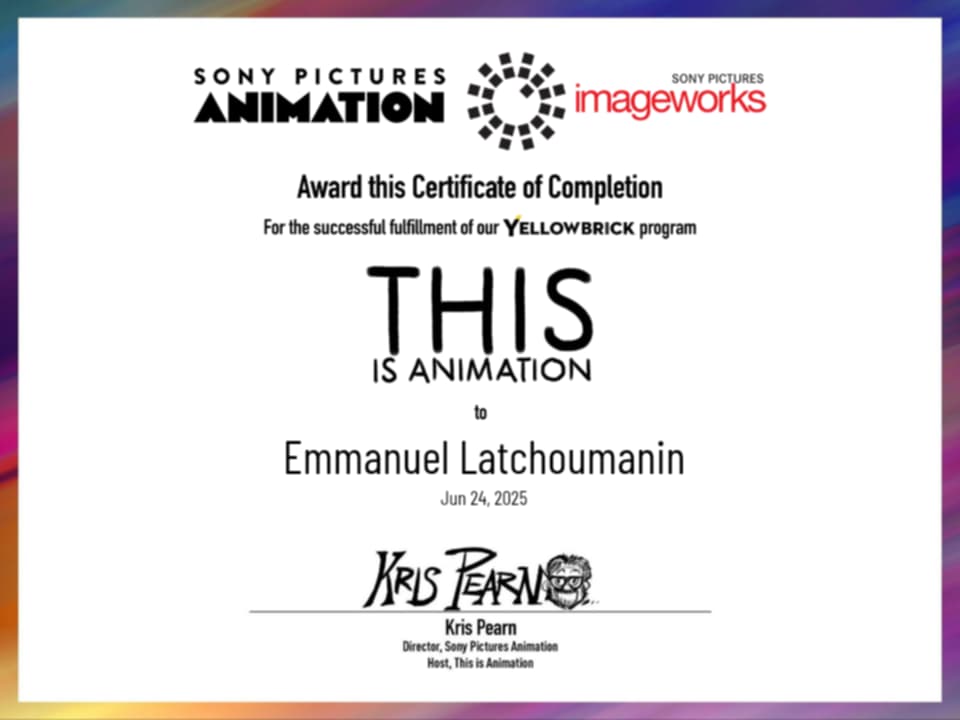 SONY PICTURES
ANIMATION
SONY PICTURES
imageworks
Award this Certificate of Completion
For the successful fulfillment of our YELLOWBRICK program
THIS
IS ANIMATION
to
Emmanuel Latchoumanin
Jun 24, 2025
KRIS PEARN
Kris Pearn
Director, Sony Pictures Animation
Host, This is Animation